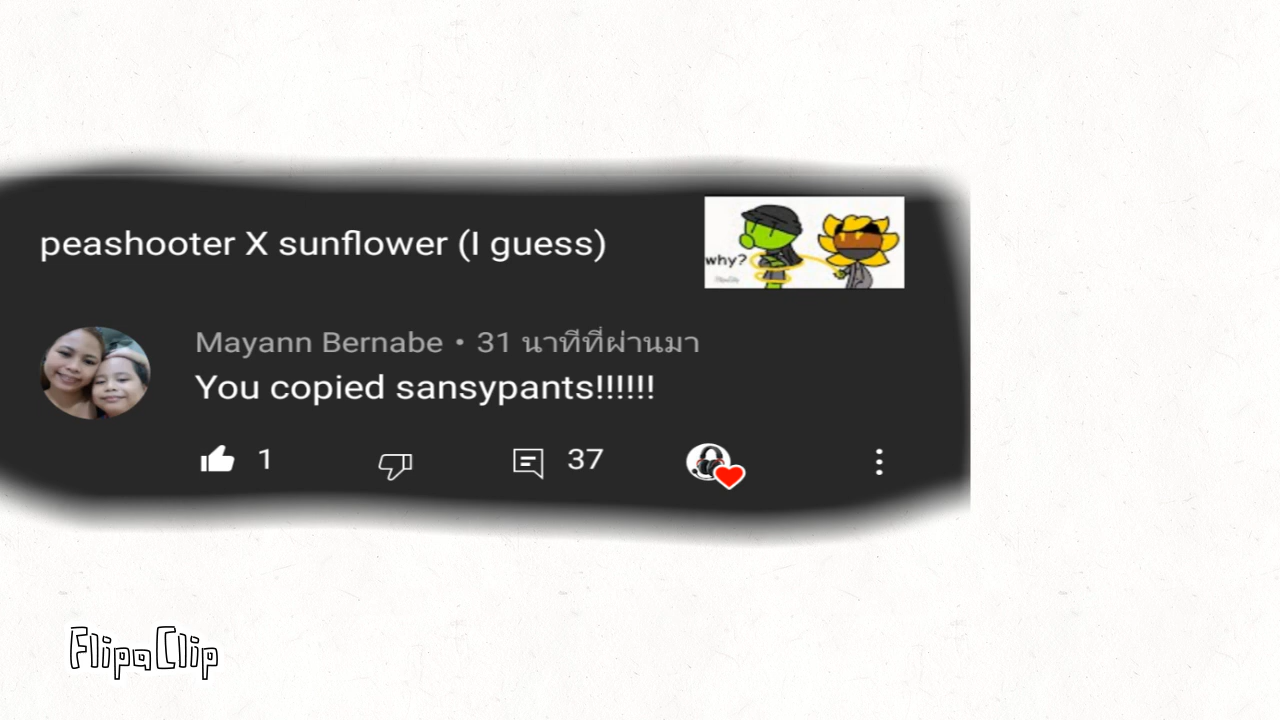 peashooter X sunflower (I guess)
why?
FlipaClip
Mayann Bernabe • 31 นาทีที่ผ่านมา
You copied sansypants!!!!!!
1
37
FlipaClip